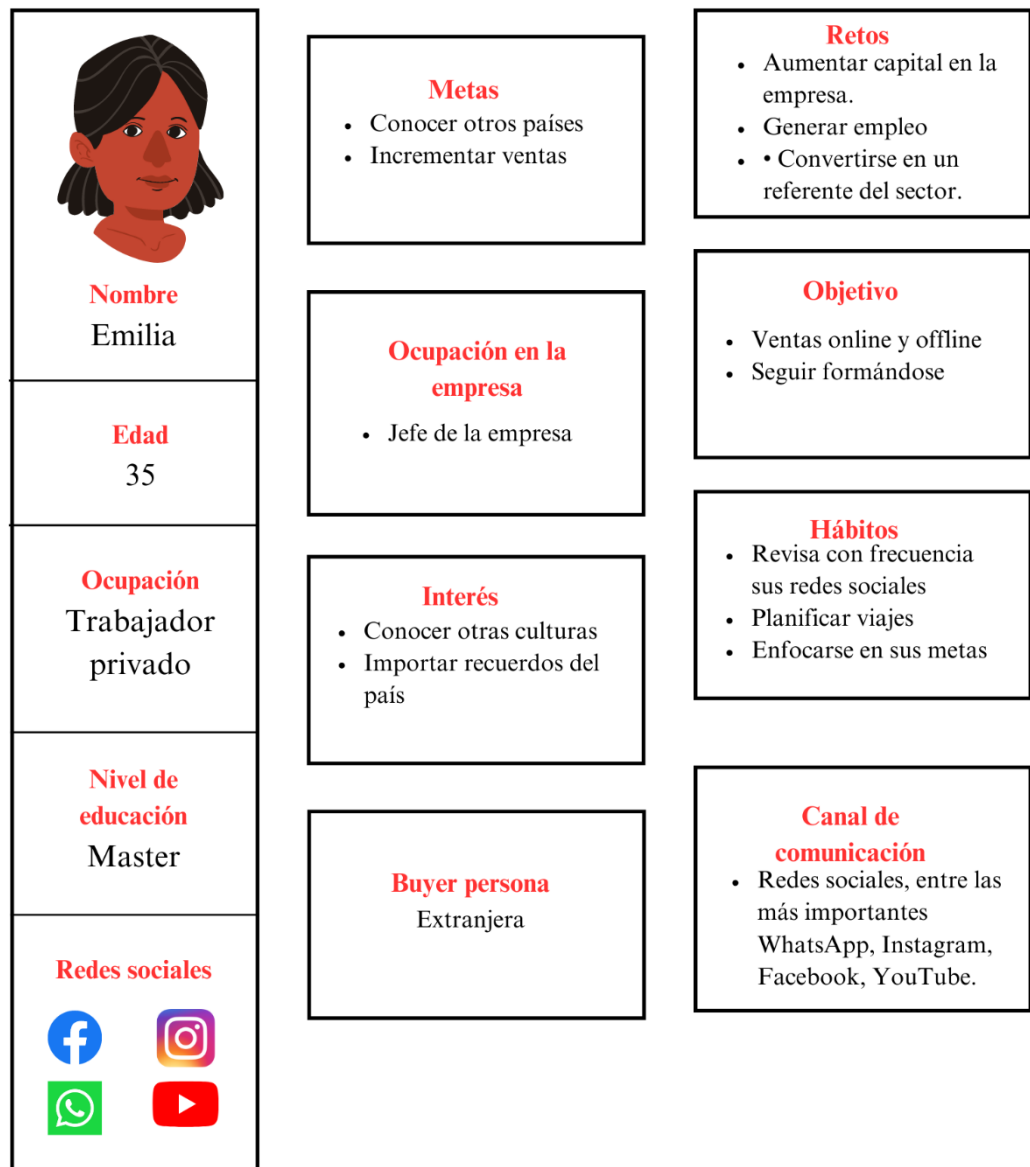 Nombre
Emilia
Edad
35
Ocupación
Trabajador
privado
Nivel de
educación
Master
Redes sociales
Metas
• Conocer otros países
• Incrementar ventas
Ocupación en la
empresa
• Jefe de la empresa
Interés
• Conocer otras culturas
• Importar recuerdos del
país
Buyer persona
Extranjera
Retos
• Aumentar capital en la
empresa.
• Generar empleo
• • Convertirse en un
referente del sector.
Objetivo
• Ventas online y offline
• Seguir formándose
Hábitos
• Revisa con frecuencia
sus redes sociales
• Planificar viajes
• Enfocarse en sus metas
Canal de
comunicación
• Redes sociales, entre las
más importantes
WhatsApp, Instagram,
Facebook, YouTube.